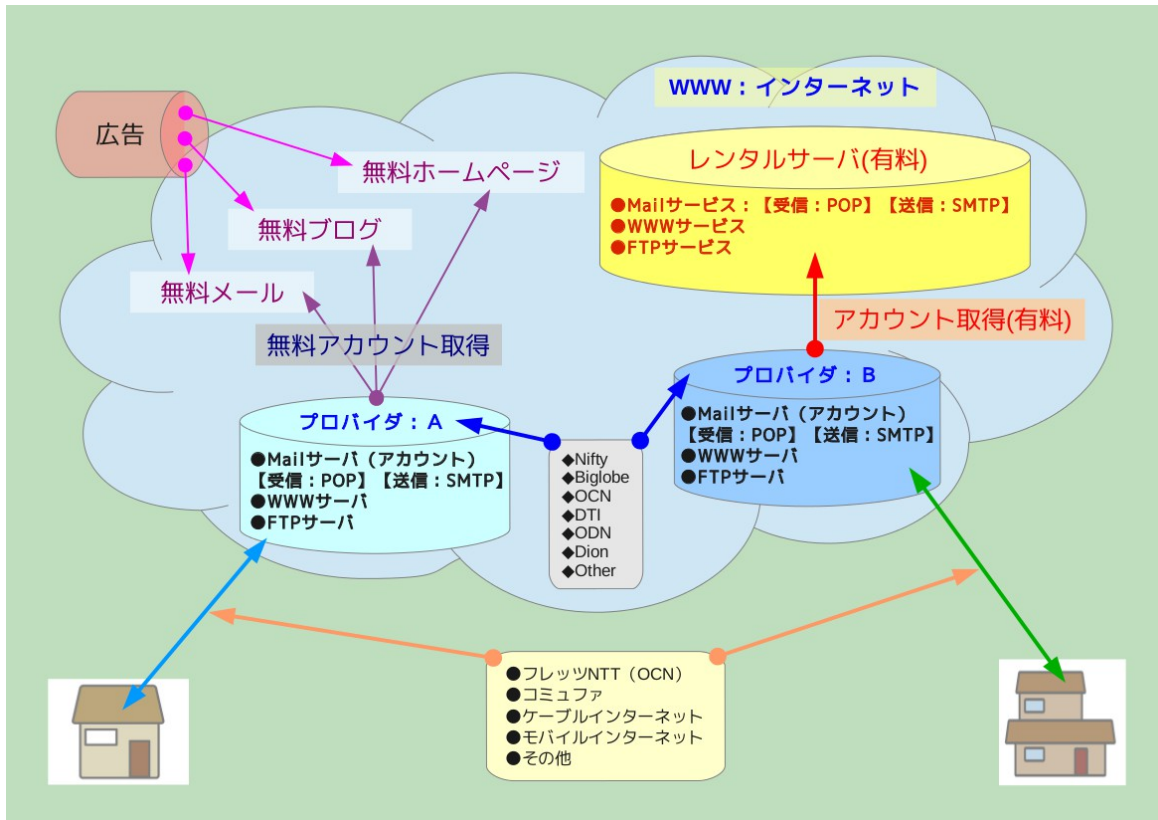 WWW：インターネット
広告
レンタルサーバ(有料)
無料ホームページ
●Mailサービス：【受信：POP】【送信：SMTP】
●WWWサービス
●FTPサービス
無料ブログ
無料メール
アカウント取得(有料)
無料アカウント取得
プロバイダ：B
●Mailサーバ（アカウント）
【受信：POP】【送信：SMTP】
●WWWサーバ
●FTPサーバ
プロバイダ：A
●Mailサーバ（アカウント）
【受信：POP】【送信：SMTP】
●WWWサーバ
●FTPサーバ
◆Nifty
◆Biglobe
◆OCN
◆DTI
◆ODN
◆Dion
◆Other
●フレッツNTT（OCN）
●コミュファ
●ケーブルインターネット
●モバイルインターネット
●その他